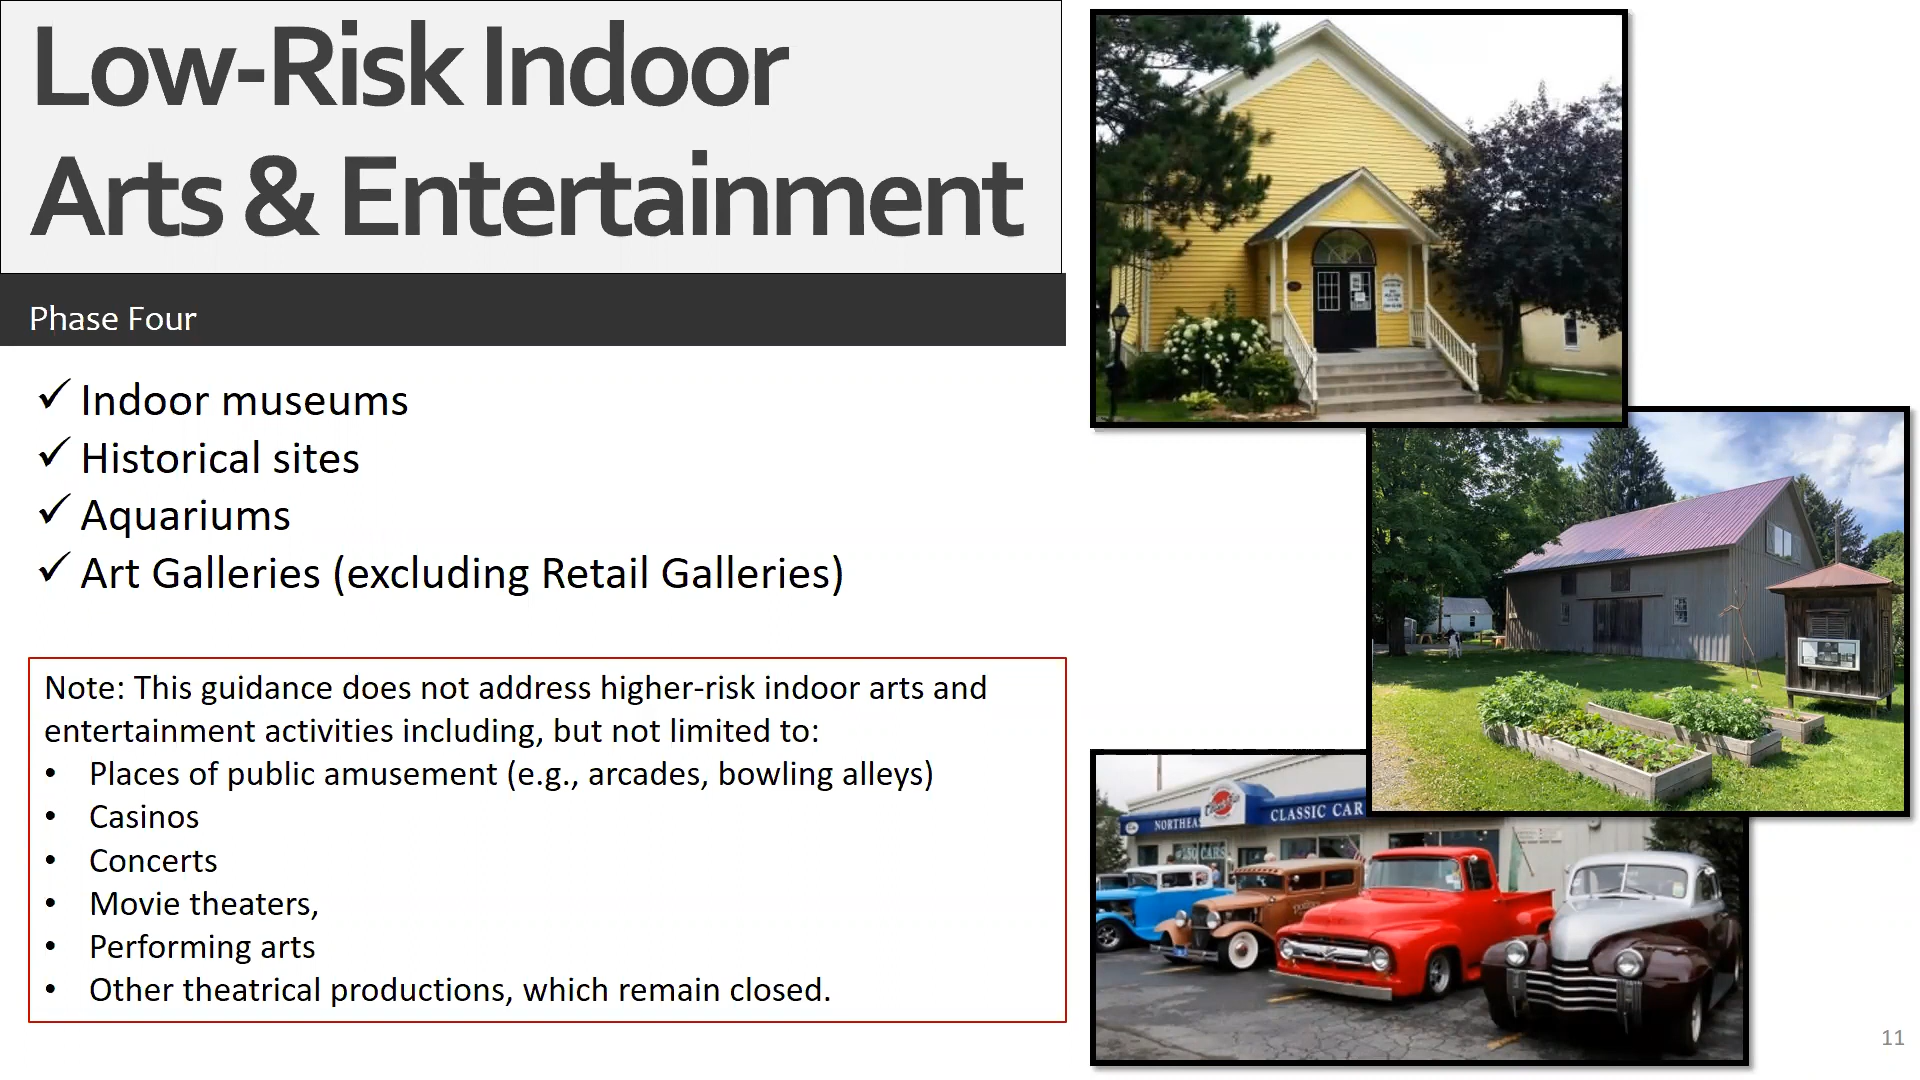 Low-Risk Indoor
Arts & Entertainment
Phase Four
✓ Indoor museums
✓ Historical sites
✓ Aquariums
✓ Art Galleries (excluding Retail Galleries)
Note: This guidance does not address higher-risk indoor arts and
entertainment activities including, but not limited to:
• Places of public amusement (e.g., arcades, bowling alleys)
• Casinos
• Concerts
• Movie theaters,
• Performing arts
• Other theatrical productions, which remain closed.
CLASSIC CAR
11